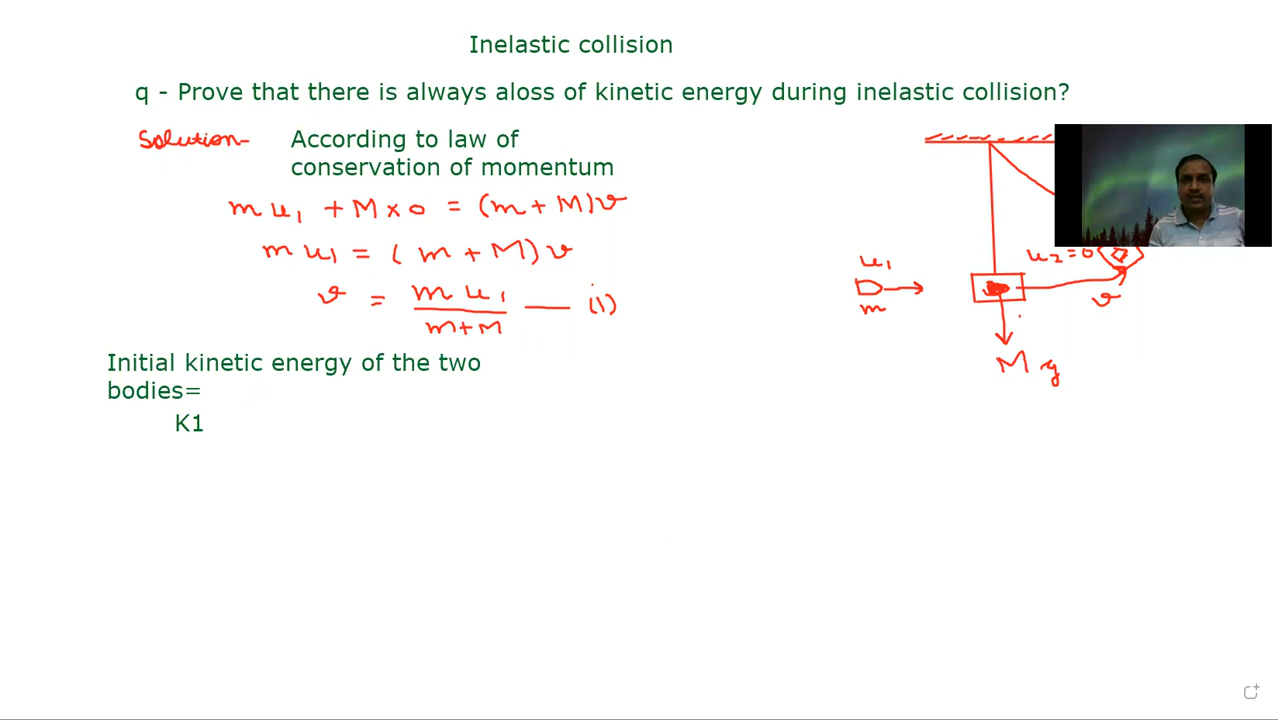 Inelastic collision
q - Prove that there is always aloss of kinetic energy during inelastic collision?
Solution- According to law of
conservation of momentum
m u₁ + M × 0 = (m + M)v
m u₁ = (m + M)v
v = m u₁ / m+M — (1)
Initial kinetic energy of the two
bodies=
K1
u₁
m
u₂=0
v
M g